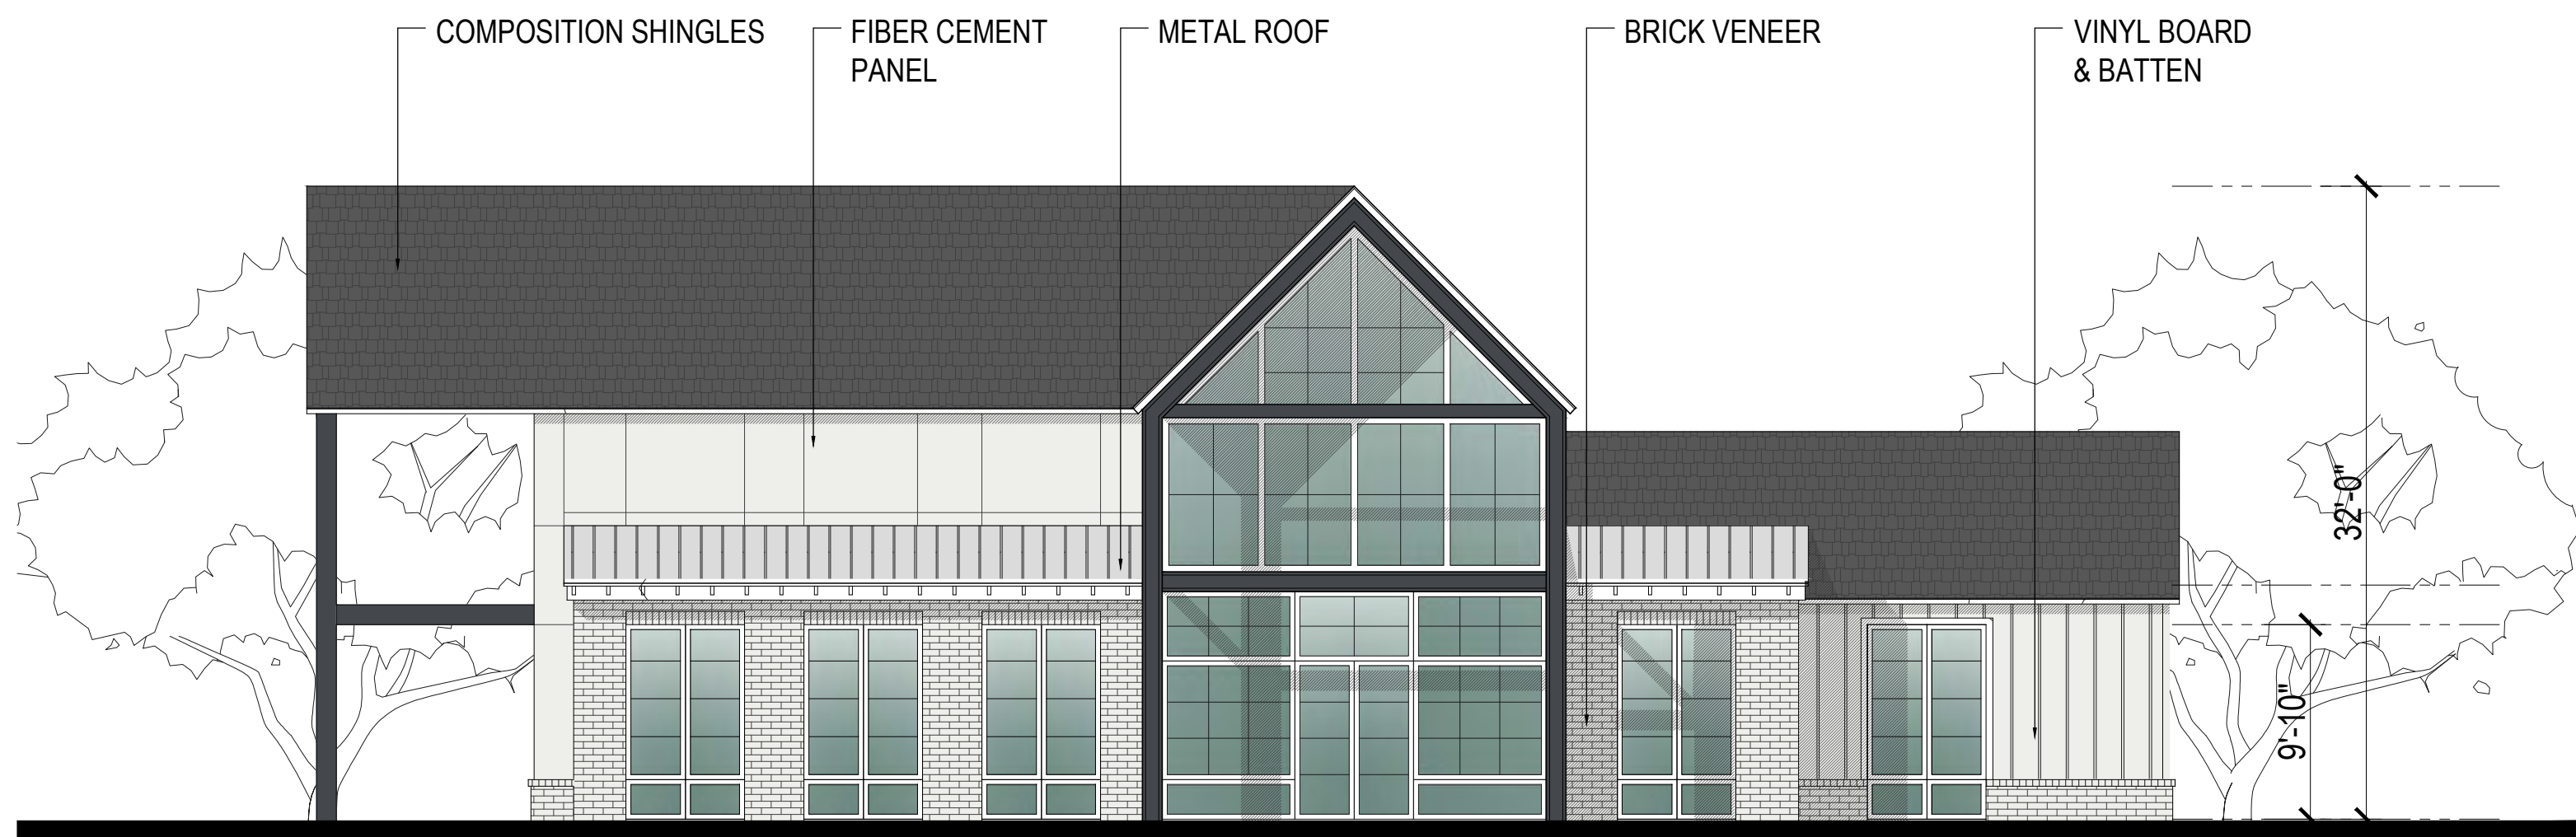 COMPOSITION SHINGLES
FIBER CEMENT
PANEL
METAL ROOF
BRICK VENEER
VINYL BOARD
& BATTEN
32'-0"
9'-10"